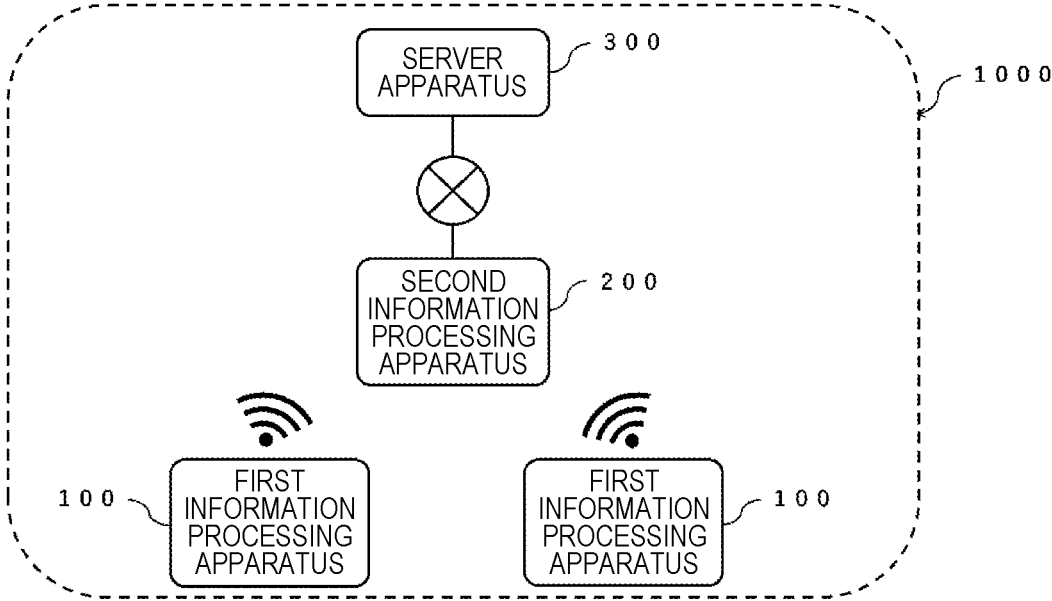 SERVER
APPARATUS
300
1000
SECOND
INFORMATION
PROCESSING
APPARATUS
200
100
FIRST
INFORMATION
PROCESSING
APPARATUS
FIRST
INFORMATION
PROCESSING
APPARATUS
100